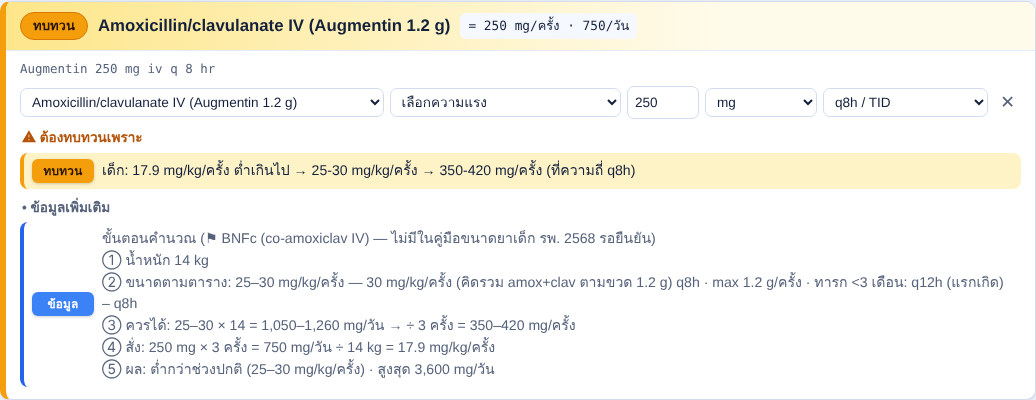 ทบทวน Amoxicillin/clavulanate IV (Augmentin 1.2 g) = 250 mg/ครั้ง · 750/วัน
Augmentin 250 mg iv q 8 hr
Amoxicillin/clavulanate IV (Augmentin 1.2 g) เลือกความแรง 250 mg q8h / TID ✕
⚠ ต้องทบทวนเพราะ
ทบทวน เด็ก: 17.9 mg/kg/ครั้ง ต่ำเกินไป → 25-30 mg/kg/ครั้ง → 350-420 mg/ครั้ง (ที่ความถี่ q8h)
• ข้อมูลเพิ่มเติม
ข้อมูล
ขั้นตอนคำนวณ (⚑ BNFc (co-amoxiclav IV) — ไม่มีในคู่มือขนาดยาเด็ก รพ. 2568 รอยืนยัน)
① น้ำหนัก 14 kg
② ขนาดตามตาราง: 25–30 mg/kg/ครั้ง — 30 mg/kg/ครั้ง (คิดรวม amox+clav ตามขวด 1.2 g) q8h · max 1.2 g/ครั้ง · ทารก <3 เดือน: q12h (แรกเกิด)
– q8h
③ ควรได้: 25–30 × 14 = 1,050–1,260 mg/วัน → ÷ 3 ครั้ง = 350–420 mg/ครั้ง
④ สั่ง: 250 mg × 3 ครั้ง = 750 mg/วัน ÷ 14 kg = 17.9 mg/kg/ครั้ง
⑤ ผล: ต่ำกว่าช่วงปกติ (25–30 mg/kg/ครั้ง) · สูงสุด 3,600 mg/วัน